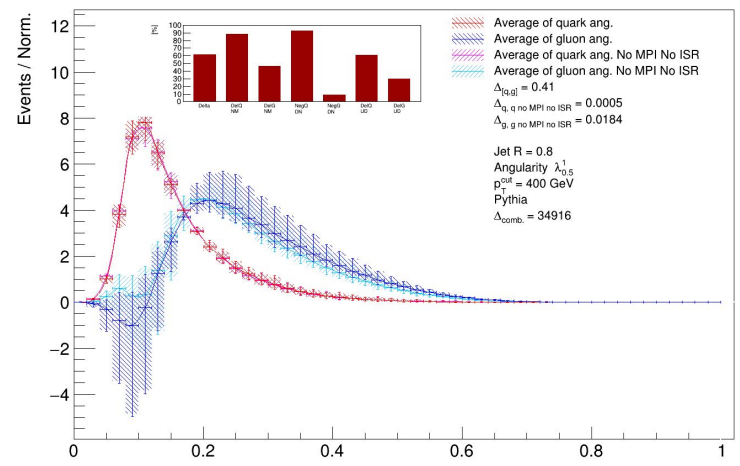 Events / Norm.
12
10
8
6
4
2
0
−2
−4
0
0.2
0.4
0.6
0.8
1
[%]
100
90
80
70
60
50
40
30
20
10
0
Delta
DefQ NM
DefG NM
NegQ DN
NegG DN
DefQ UD
DefG UD
Average of quark ang.
Average of gluon ang.
Average of quark ang. No MPI No ISR
Average of gluon ang. No MPI No ISR
Δ[q,g] = 0.41
Δq, q no MPI no ISR = 0.0005
Δg, g no MPI no ISR = 0.0184
Jet R = 0.8
Angularity λ¹0.5
pTcut = 400 GeV
Pythia
Δcomb. = 34916